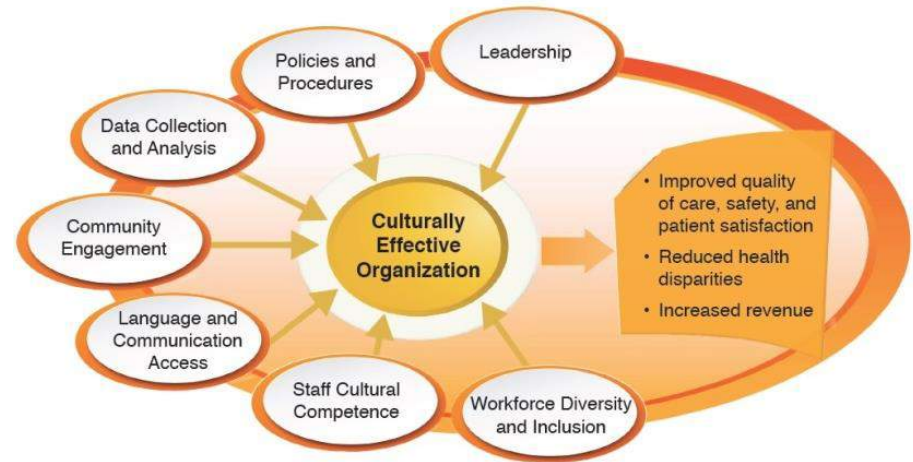 Leadership
Policies and
Procedures
Data Collection
and Analysis
Community
Engagement
Language and
Communication
Access
Staff Cultural
Competence
Workforce Diversity
and Inclusion
Culturally
Effective
Organization
• Improved quality
of care, safety, and
patient satisfaction
• Reduced health
disparities
• Increased revenue